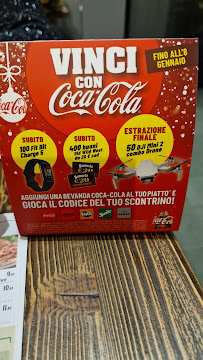 VINCI
CON
Coca-Cola
FINO ALL'8
GENNAIO
Coca-Cola
SUBITO
100 Fit Bit
Charge 5
SUBITO
400 buoni
ESTRAZIONE
FINALE
50 DJI Mini 2
combo Drone
AGGIUNGI UNA BEVANDA COCA-COLA AL TUO PIATTO* E
GIOCA IL CODICE DEL TUO SCONTRINO!